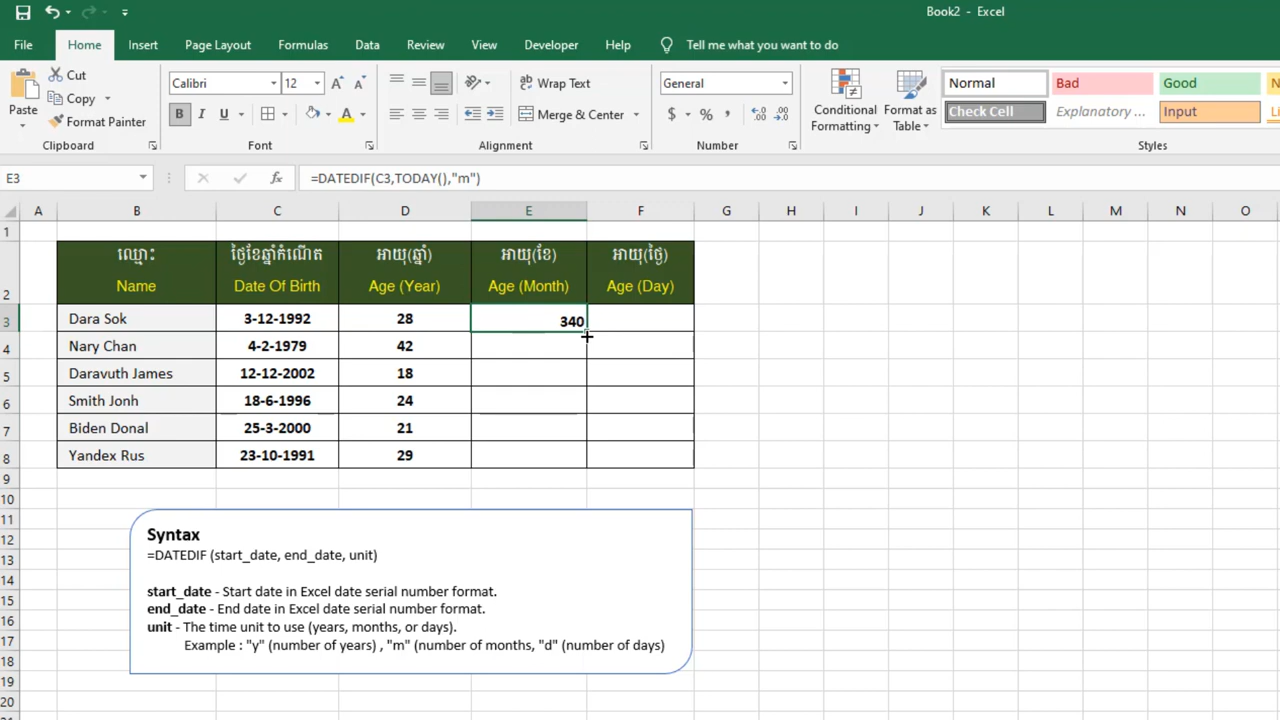 Book2 - Excel
File Home Insert Page Layout Formulas Data Review View Developer Help Tell me what you want to do
Paste
Cut
Copy
Format Painter
Clipboard
Calibri 12
B I U
Font
Wrap Text
Merge & Center
Alignment
General
$ % , .00
Number
Conditional Formatting
Format as Table
Normal Bad Good
Check Cell Explanatory ... Input
Styles
E3 fx =DATEDIF(C3,TODAY(),"m")
A B C D E F G H I J K L M N O
1
ឈ្មោះ ថ្ងៃខែឆ្នាំកំណើត អាយុ(ឆ្នាំ) អាយុ(ខែ) អាយុ(ថ្ងៃ)
2 Name Date Of Birth Age (Year) Age (Month) Age (Day)
3 Dara Sok 3-12-1992 28 340
4 Nary Chan 4-2-1979 42
5 Daravuth James 12-12-2002 18
6 Smith Jonh 18-6-1996 24
7 Biden Donal 25-3-2000 21
8 Yandex Rus 23-10-1991 29
9
10
11
12
13
14
15
16
17
18
19
20
Syntax
=DATEDIF (start_date, end_date, unit)
start_date - Start date in Excel date serial number format.
end_date - End date in Excel date serial number format.
unit - The time unit to use (years, months, or days).
Example : "y" (number of years) , "m" (number of months, "d" (number of days)